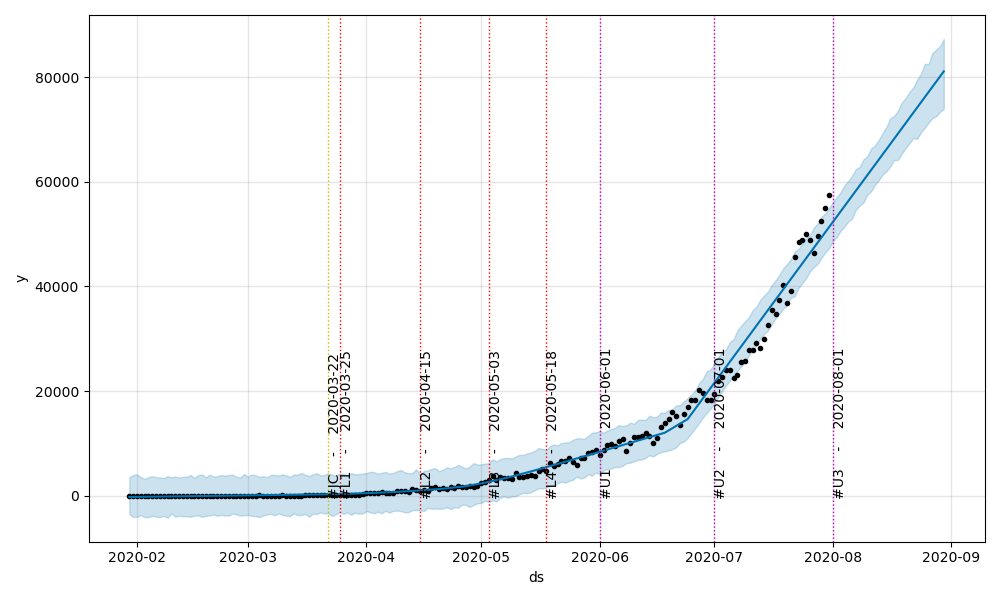 y
80000
60000
40000
20000
0
#JC - 2020-03-22
#L1 - 2020-03-25
#L2 - 2020-04-15
#L3 - 2020-05-03
#L4 - 2020-05-18
#U1 - 2020-06-01
#U2 - 2020-07-01
#U3 - 2020-08-01
2020-02 2020-03 2020-04 2020-05 2020-06 2020-07 2020-08 2020-09
ds